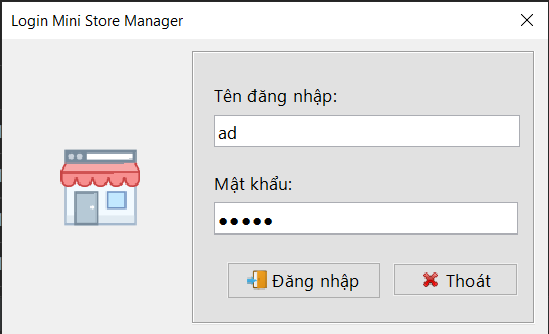 Login Mini Store Manager
Tên đăng nhập:
ad
Mật khẩu:
●●●●●
Đăng nhập
Thoát